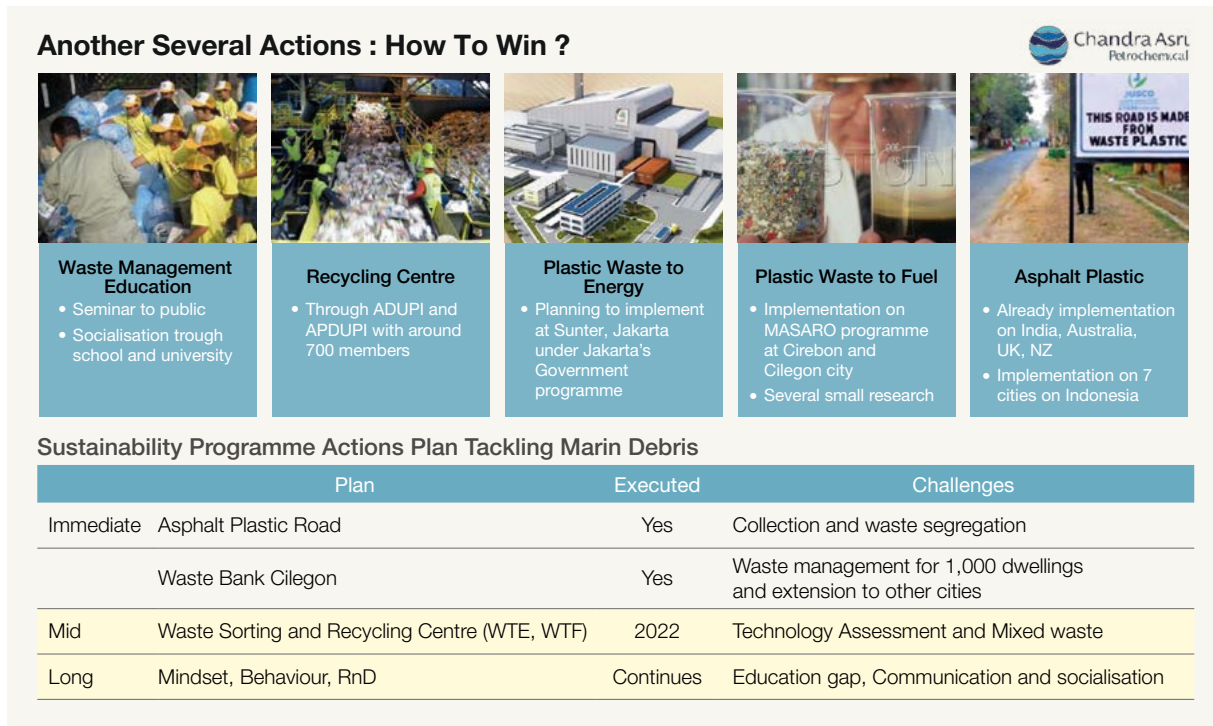 Another Several Actions : How To Win ?
Chandra Asri
Petrochemical
JUSCO
THIS ROAD IS MADE
FROM
WASTE PLASTIC
Waste Management
Education
• Seminar to public
• Socialisation trough
school and university
Recycling Centre
• Through ADUPI and
APDUPI with around
700 members
Plastic Waste to
Energy
• Planning to implement
at Sunter, Jakarta
under Jakarta’s
Government
programme
Plastic Waste to Fuel
• Implementation on
MASARO programme
at Cirebon and
Cilegon city
• Several small research
Asphalt Plastic
• Already implementation
on India, Australia,
UK, NZ
• Implementation on 7
cities on Indonesia
Sustainability Programme Actions Plan Tackling Marin Debris
Plan Executed Challenges
Immediate Asphalt Plastic Road Yes Collection and waste segregation
Waste Bank Cilegon Yes Waste management for 1,000 dwellings
and extension to other cities
Mid Waste Sorting and Recycling Centre (WTE, WTF) 2022 Technology Assessment and Mixed waste
Long Mindset, Behaviour, RnD Continues Education gap, Communication and socialisation